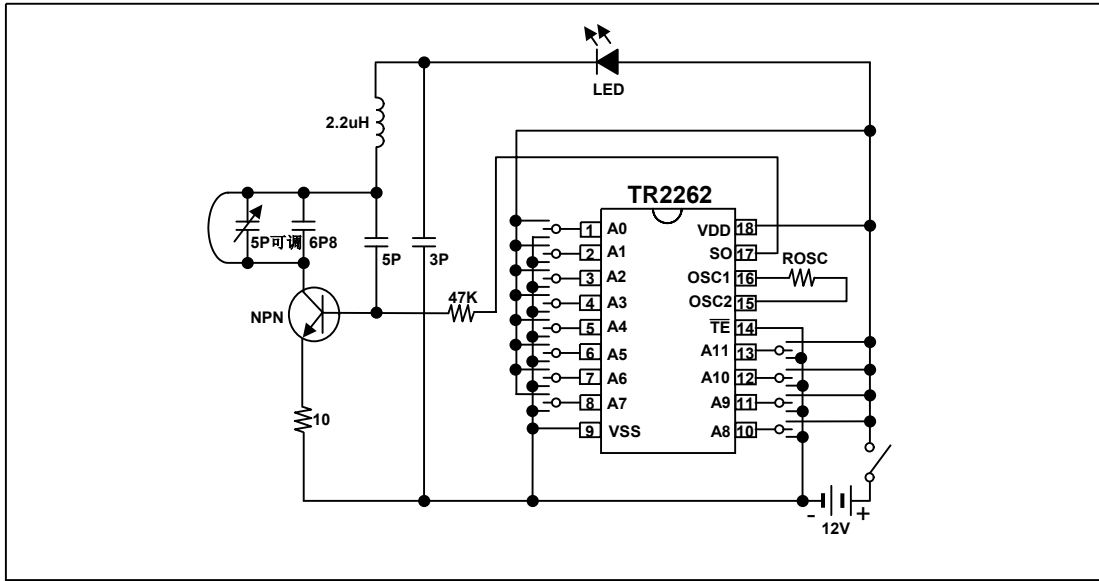 LED
2.2uH
TR2262
5P可调
6P8
5P
3P
47K
NPN
10
1
A0
2
A1
3
A2
4
A3
5
A4
6
A5
7
A6
8
A7
9
VSS
VDD
18
SO
17
OSC1
16
OSC2
15
TE
14
A11
13
A10
12
A9
11
A8
10
ROSC
- +
12V